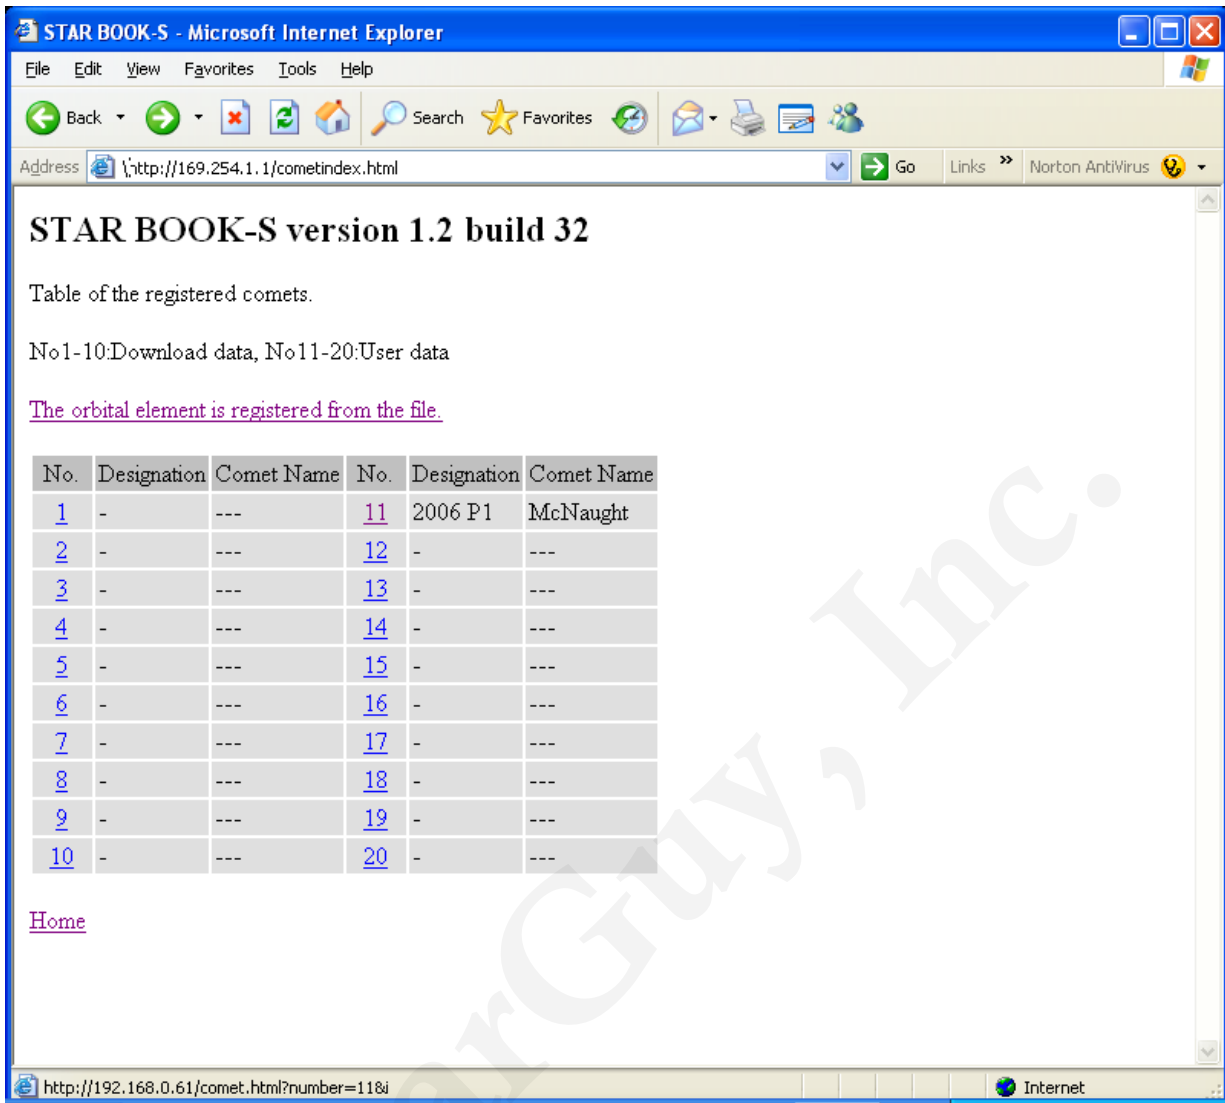 STAR BOOK-S - Microsoft Internet Explorer
File Edit View Favorites Tools Help
Back Search Favorites
Address \http://169.254.1.1/cometindex.html Go Links » Norton AntiVirus
STAR BOOK-S version 1.2 build 32
Table of the registered comets.
No1-10:Download data, No11-20:User data
The orbital element is registered from the file.
No. Designation Comet Name No. Designation Comet Name
1 - --- 11 2006 P1 McNaught
2 - --- 12 - ---
3 - --- 13 - ---
4 - --- 14 - ---
5 - --- 15 - ---
6 - --- 16 - ---
7 - --- 17 - ---
8 - --- 18 - ---
9 - --- 19 - ---
10 - --- 20 - ---
Home
http://192.168.0.61/comet.html?number=11&i Internet
arGuy, Inc.